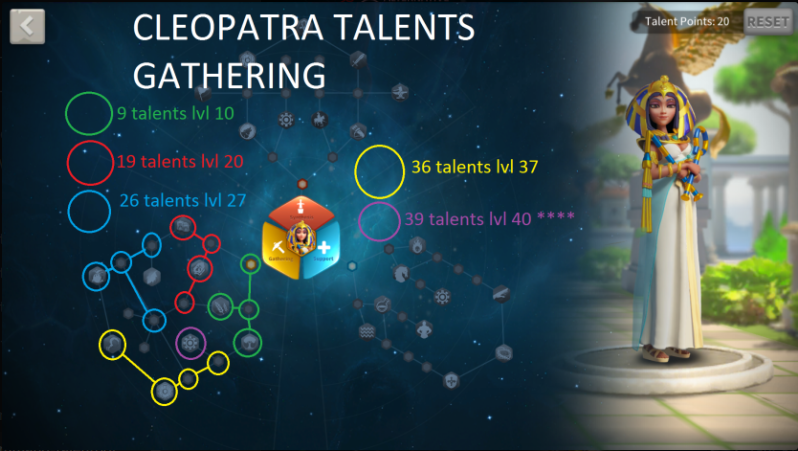 CLEOPATRA TALENTS
GATHERING
Talent Points: 20
RESET
9 talents lvl 10
19 talents lvl 20
26 talents lvl 27
36 talents lvl 37
39 talents lvl 40 ****
Gathering
Support